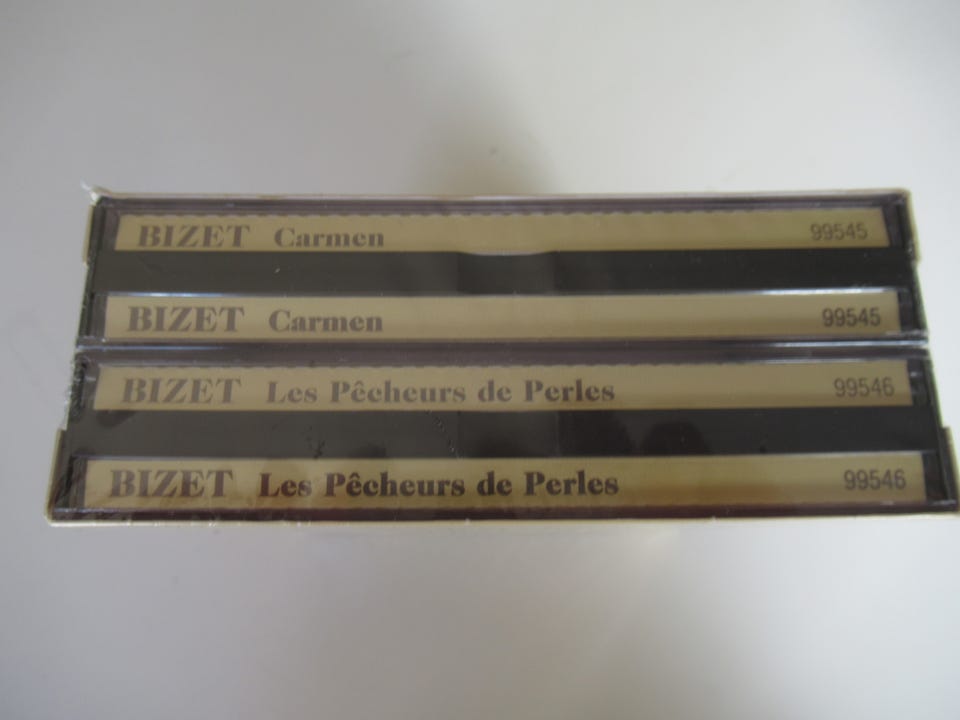 BIZET Carmen 99545
BIZET Carmen 99545
BIZET Les Pêcheurs de Perles 99546
BIZET Les Pêcheurs de Perles 99546